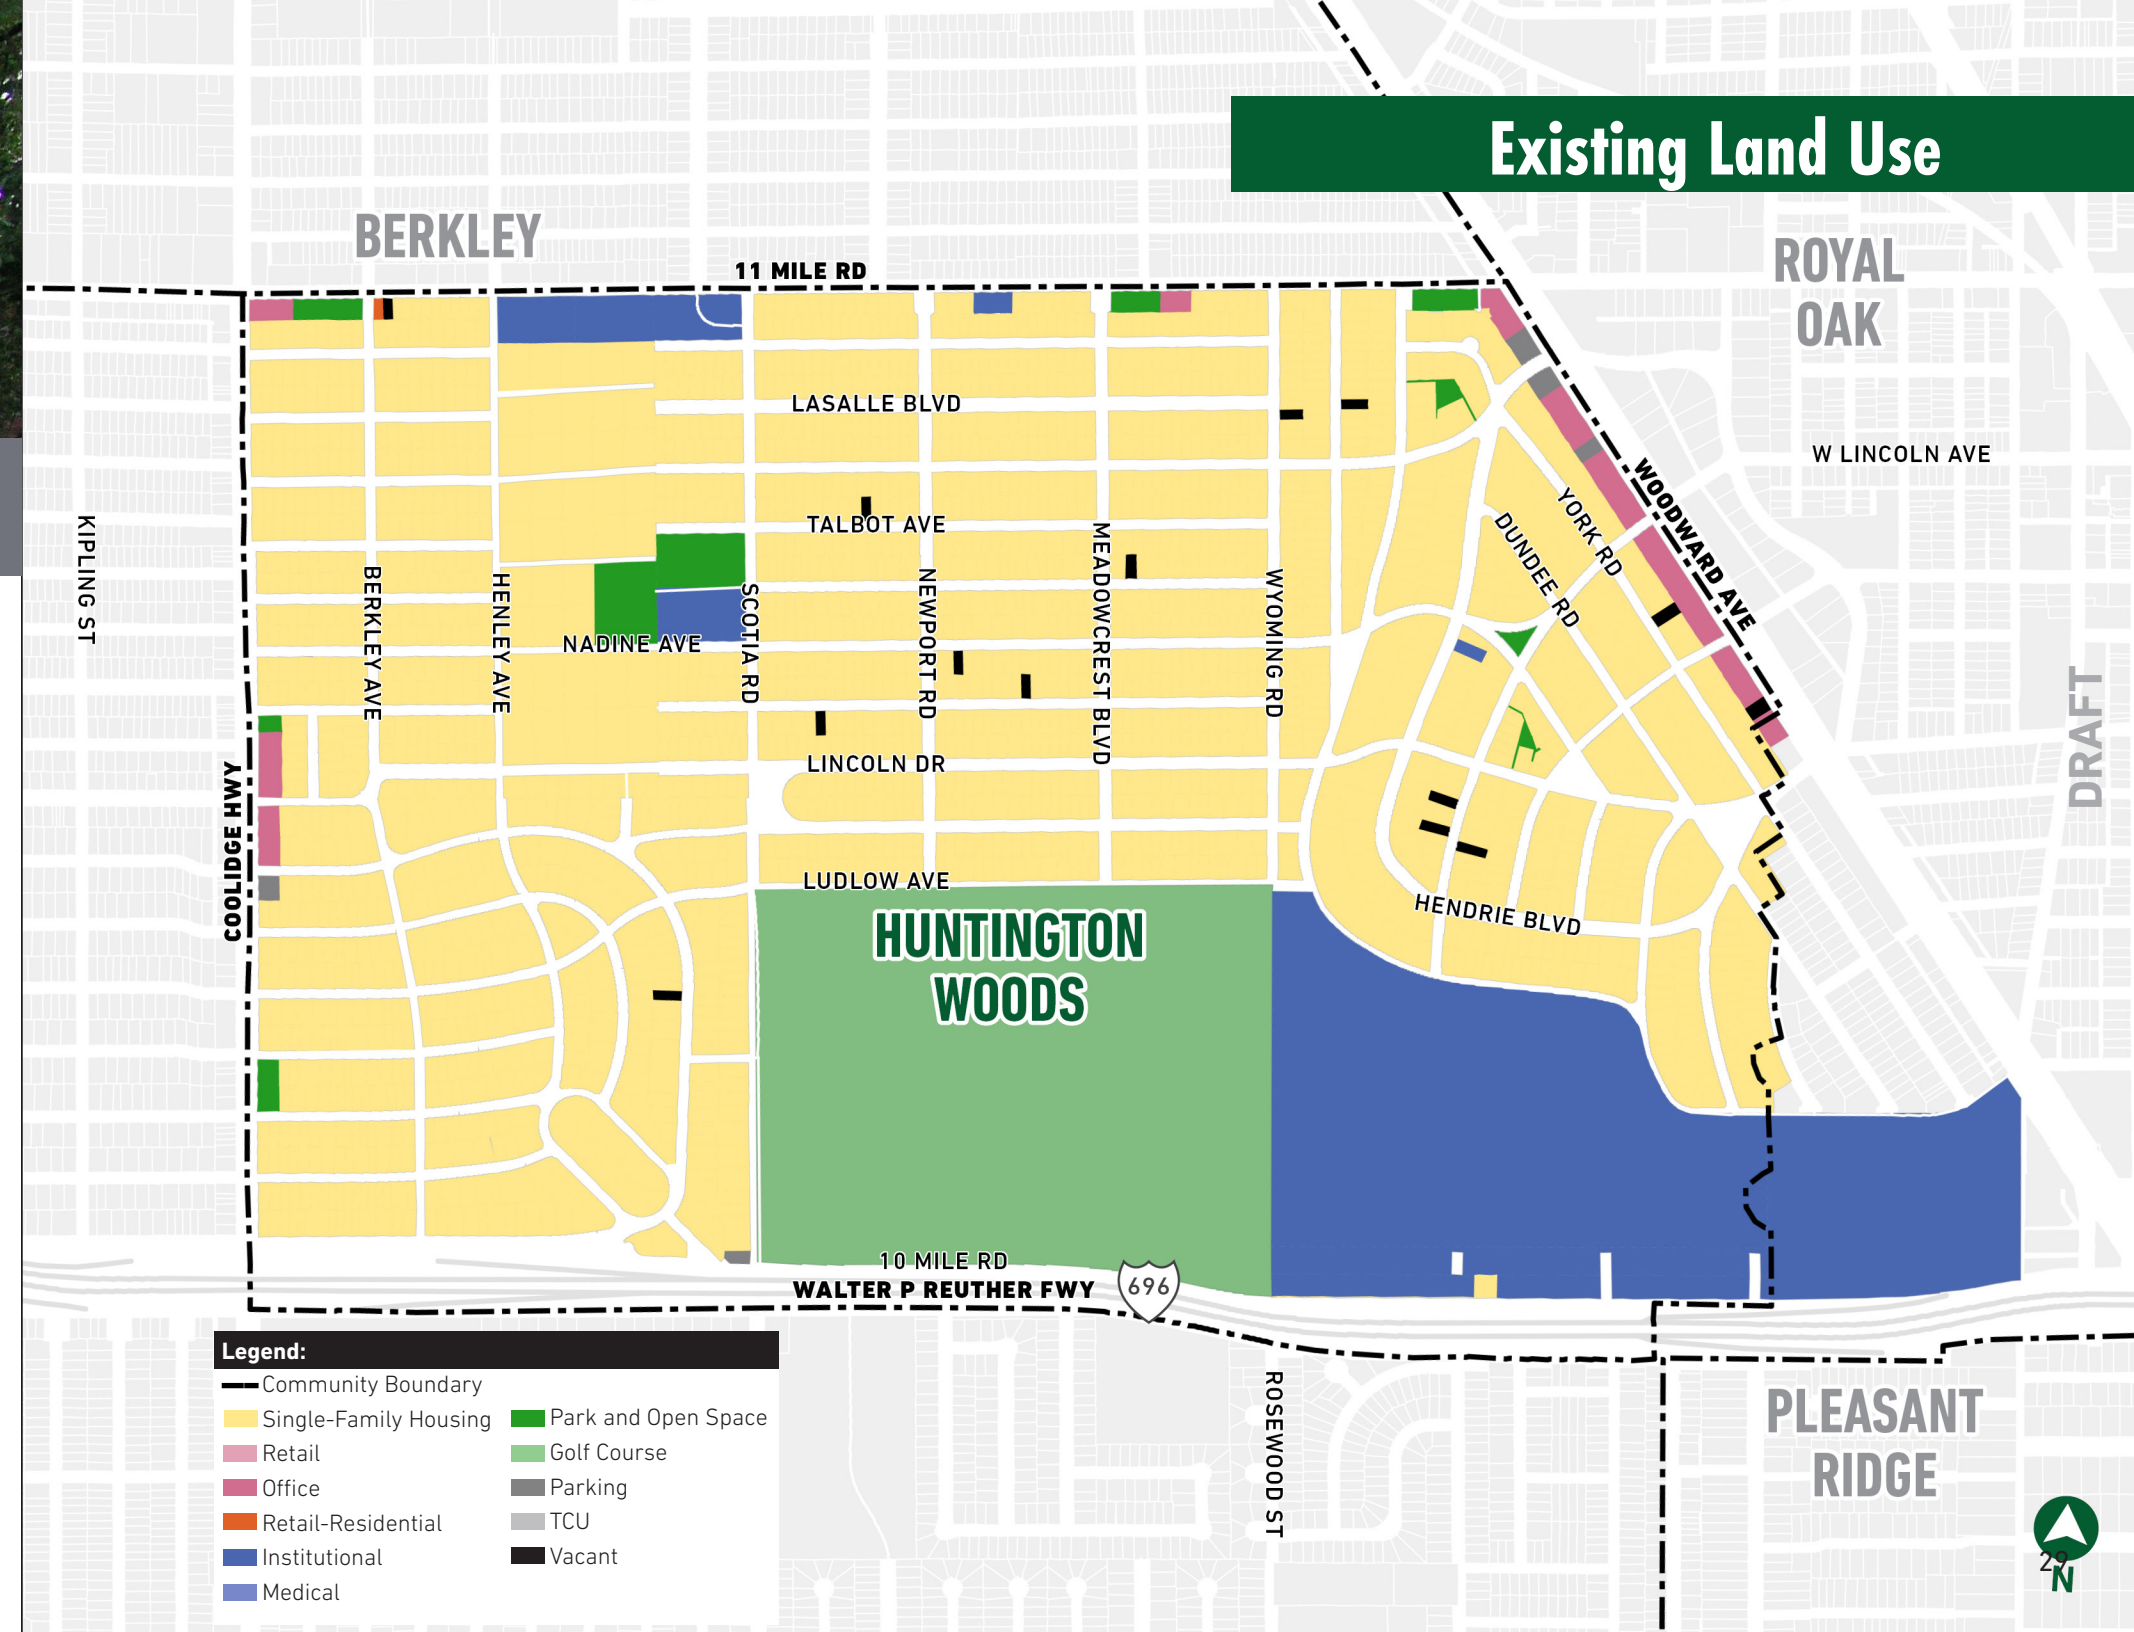 Existing Land Use
BERKLEY
ROYAL
OAK
11 MILE RD
LASALLE BLVD
W LINCOLN AVE
WOODWARD AVE
YORK RD
DUNDEE RD
TALBOT AVE
KIPLING ST
BERKLEY AVE
HENLEY AVE
SCOTIA RD
NEWPORT RD
MEADOWCREST BLVD
WYOMING RD
NADINE AVE
DRAFT
LINCOLN DR
COOLIDGE HWY
LUDLOW AVE
HENDRIE BLVD
HUNTINGTON
WOODS
10 MILE RD
WALTER P REUTHER FWY
696
ROSEWOOD ST
PLEASANT
RIDGE
Legend:
Community Boundary
Single-Family Housing
Retail
Office
Retail-Residential
Institutional
Medical
Park and Open Space
Golf Course
Parking
TCU
Vacant
29
N